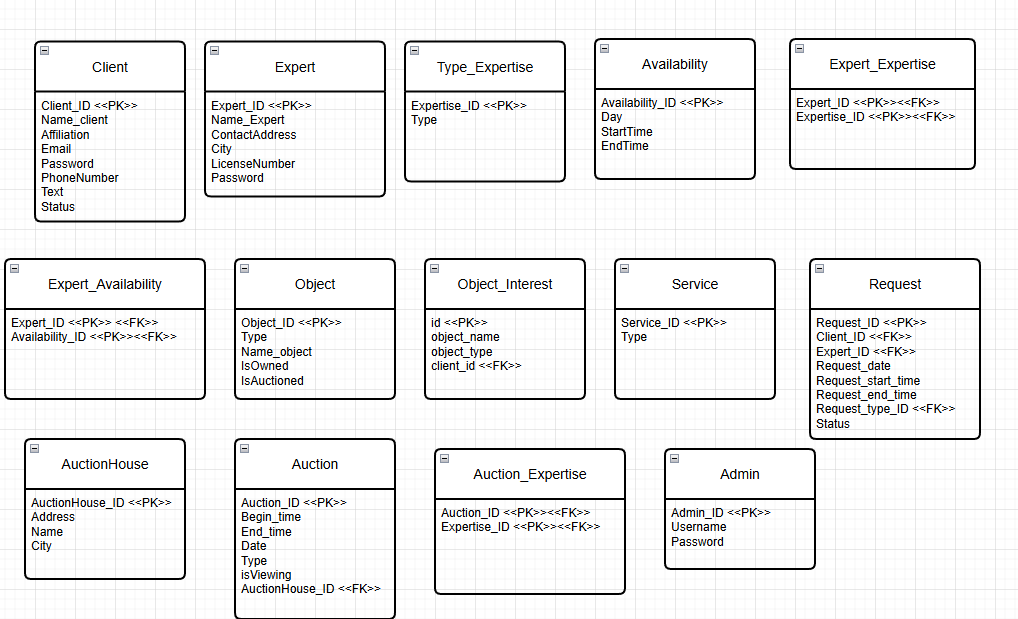 Client
Client_ID <<PK>>
Name_client
Affiliation
Email
Password
PhoneNumber
Text
Status
Expert
Expert_ID <<PK>>
Name_Expert
ContactAddress
City
LicenseNumber
Password
Type_Expertise
Expertise_ID <<PK>>
Type
Availability
Availability_ID <<PK>>
Day
StartTime
EndTime
Expert_Expertise
Expert_ID <<PK>><<FK>>
Expertise_ID <<PK>><<FK>>
Expert_Availability
Expert_ID <<PK>> <<FK>>
Availability_ID <<PK>><<FK>>
Object
Object_ID <<PK>>
Type
Name_object
IsOwned
IsAuctioned
Object_Interest
id <<PK>>
object_name
object_type
client_id <<FK>>
Service
Service_ID <<PK>>
Type
Request
Request_ID <<PK>>
Client_ID <<FK>>
Expert_ID <<FK>>
Request_date
Request_start_time
Request_end_time
Request_type_ID <<FK>>
Status
AuctionHouse
AuctionHouse_ID <<PK>>
Address
Name
City
Auction
Auction_ID <<PK>>
Begin_time
End_time
Date
Type
isViewing
AuctionHouse_ID <<FK>>
Auction_Expertise
Auction_ID <<PK>><<FK>>
Expertise_ID <<PK>><<FK>>
Admin
Admin_ID <<PK>>
Username
Password